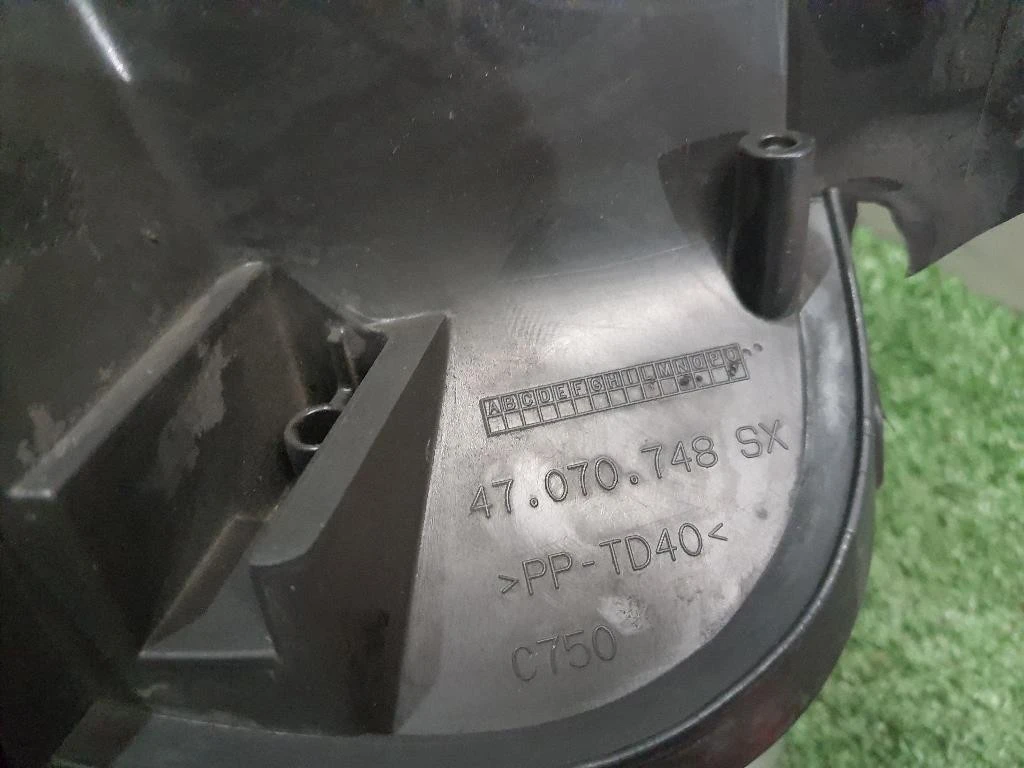 ABCDEFGHILMNOPQ
47.070.748 SX
>PP-TD40<
C750